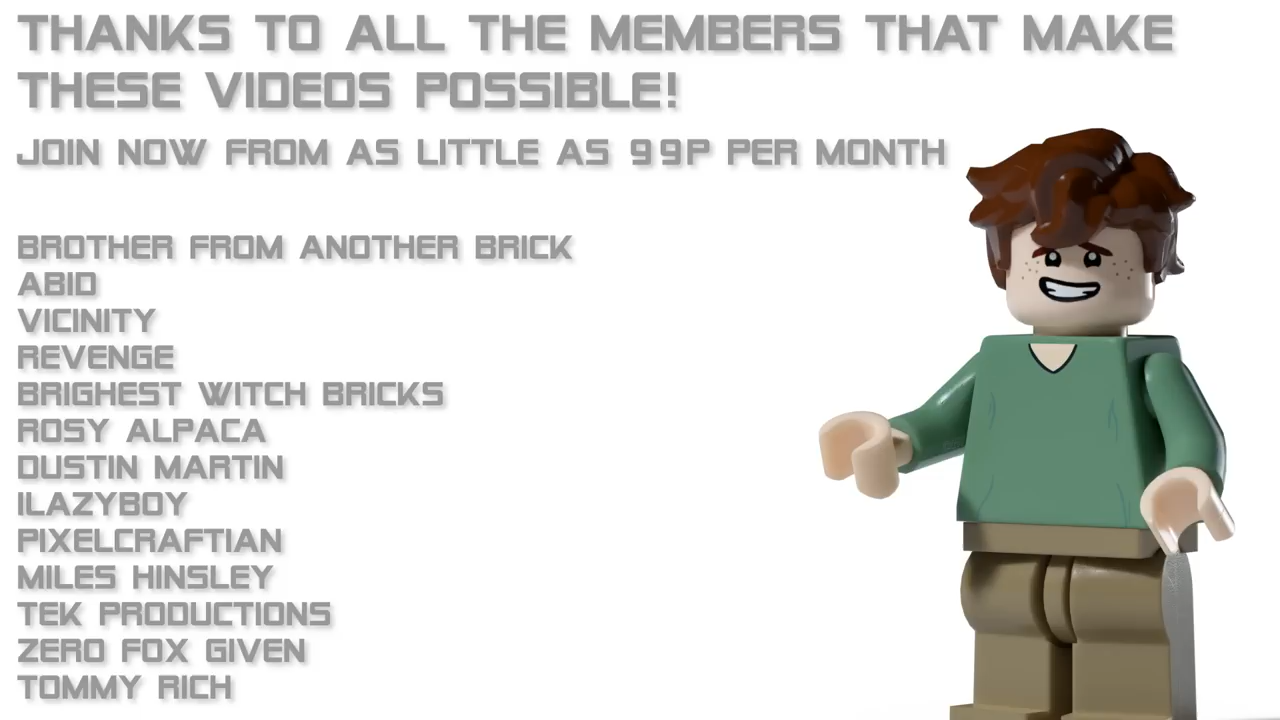 THANKS TO ALL THE MEMBERS THAT MAKE
THESE VIDEOS POSSIBLE!
JOIN NOW FROM AS LITTLE AS 99P PER MONTH
BROTHER FROM ANOTHER BRICK
ABID
VICINITY
REVENGE
BRIGHEST WITCH BRICKS
ROSY ALPACA
DUSTIN MARTIN
ILAZYBOY
PIXELCRAFTIAN
MILES HINSLEY
TEK PRODUCTIONS
ZERO FOX GIVEN
TOMMY RICH